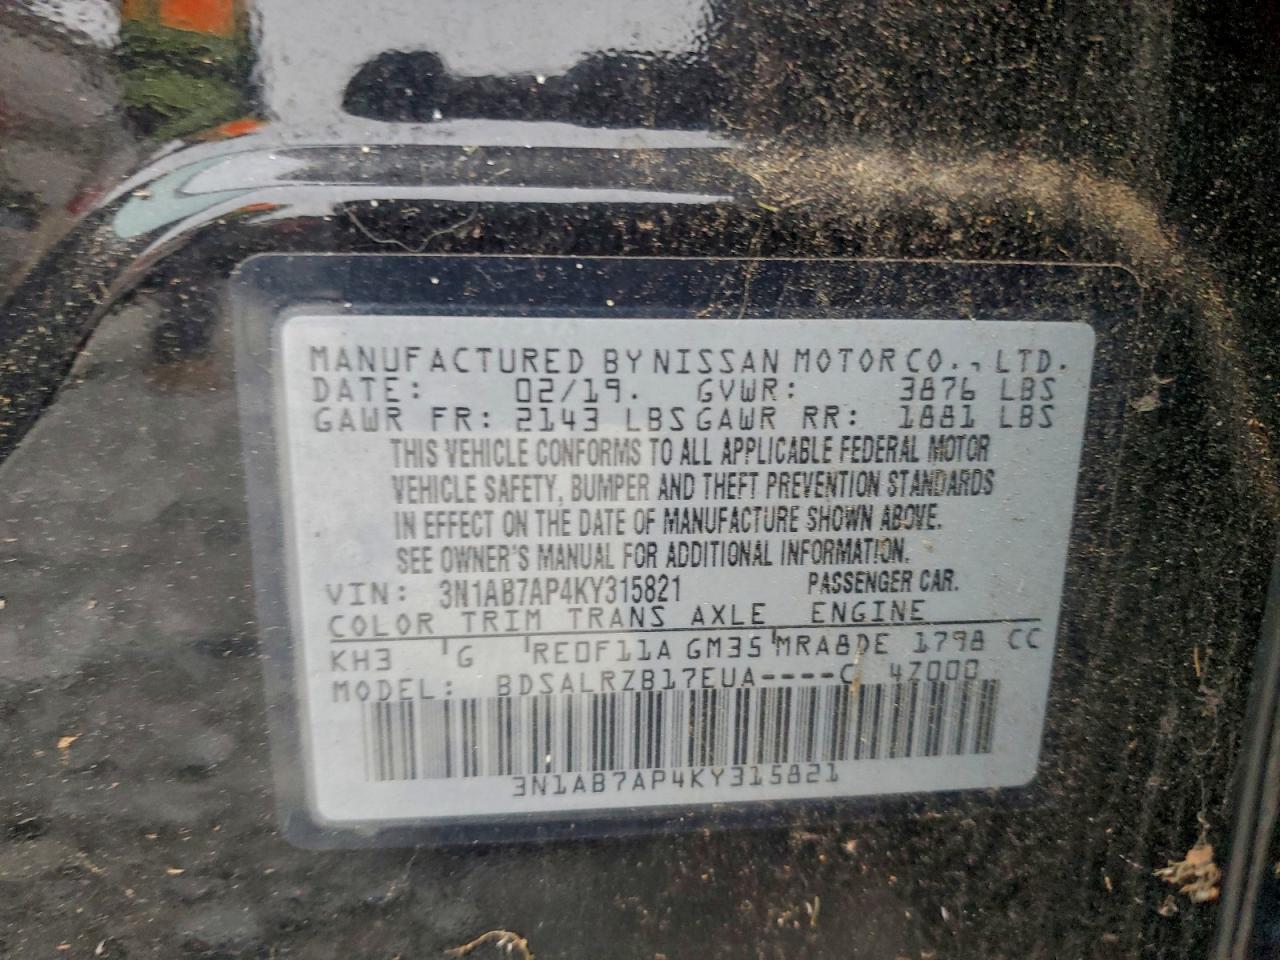 MANUFACTURED BY NISSAN MOTOR CO., LTD.
DATE: 02/19. GVWR: 3876 LBS
GAWR FR: 2143 LBS GAWR RR: 1881 LBS
THIS VEHICLE CONFORMS TO ALL APPLICABLE FEDERAL MOTOR
VEHICLE SAFETY, BUMPER AND THEFT PREVENTION STANDARDS
IN EFFECT ON THE DATE OF MANUFACTURE SHOWN ABOVE.
SEE OWNER'S MANUAL FOR ADDITIONAL INFORMATION.
VIN: 3N1AB7AP4KY315821 PASSENGER CAR.
COLOR TRIM TRANS AXLE ENGINE
KH3 G RE0F11A GM35 MRA8DE 1798 CC
MODEL: BDSALRZB17EUA----C 4Z000
3N1AB7AP4KY315821